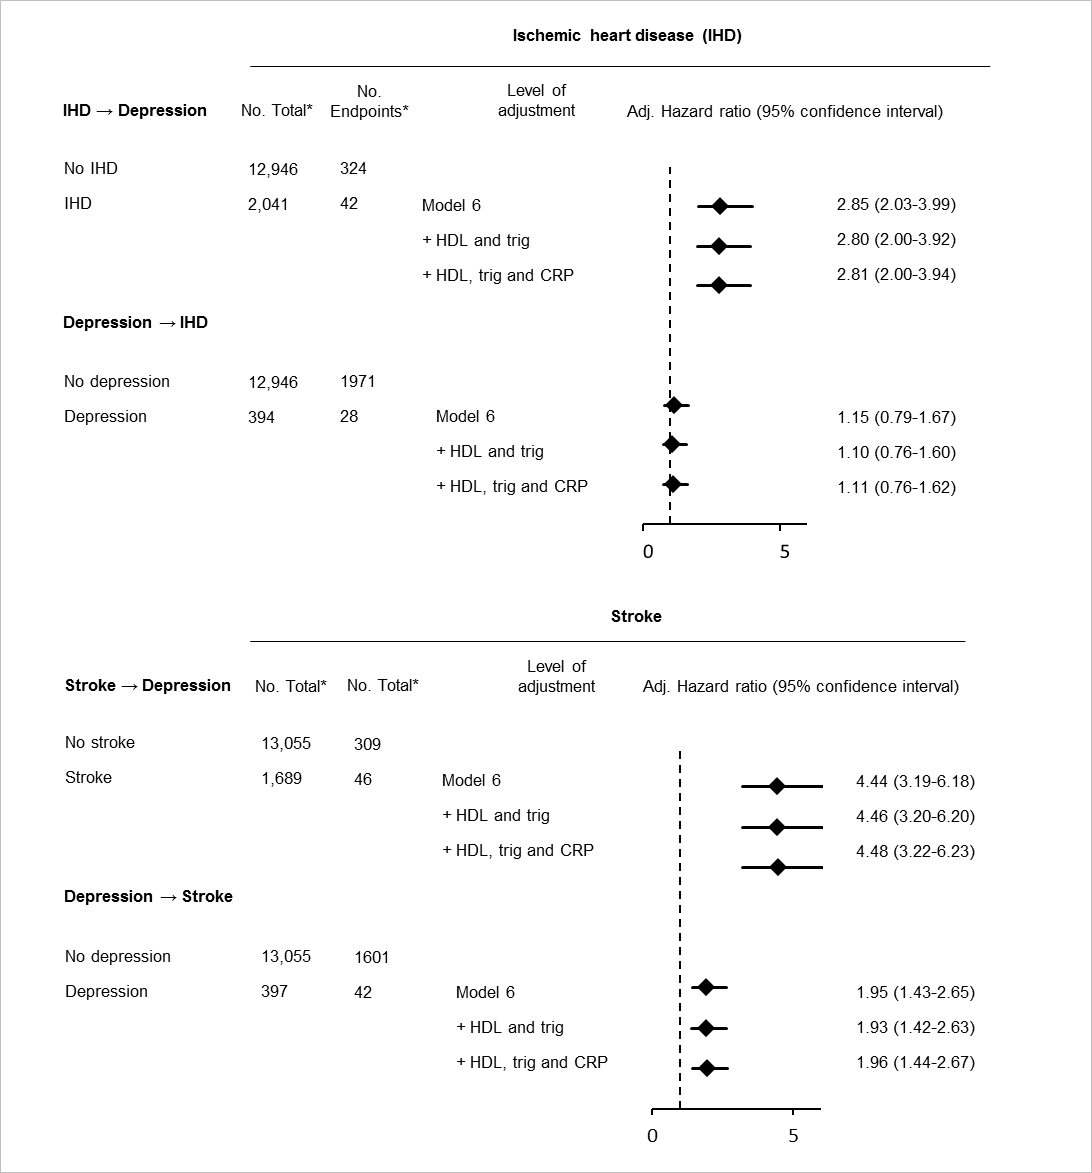 Ischemic heart disease (IHD)
IHD → Depression No. Total* No. Endpoints* Level of adjustment Adj. Hazard ratio (95% confidence interval)
No IHD 12,946 324
IHD 2,041 42 Model 6 2.85 (2.03-3.99)
+ HDL and trig 2.80 (2.00-3.92)
+ HDL, trig and CRP 2.81 (2.00-3.94)
Depression → IHD
No depression 12,946 1971
Depression 394 28 Model 6 1.15 (0.79-1.67)
+ HDL and trig 1.10 (0.76-1.60)
+ HDL, trig and CRP 1.11 (0.76-1.62)
0 5
Stroke
Stroke → Depression No. Total* No. Total* Level of adjustment Adj. Hazard ratio (95% confidence interval)
No stroke 13,055 309
Stroke 1,689 46 Model 6 4.44 (3.19-6.18)
+ HDL and trig 4.46 (3.20-6.20)
+ HDL, trig and CRP 4.48 (3.22-6.23)
Depression → Stroke
No depression 13,055 1601
Depression 397 42 Model 6 1.95 (1.43-2.65)
+ HDL and trig 1.93 (1.42-2.63)
+ HDL, trig and CRP 1.96 (1.44-2.67)
0 5